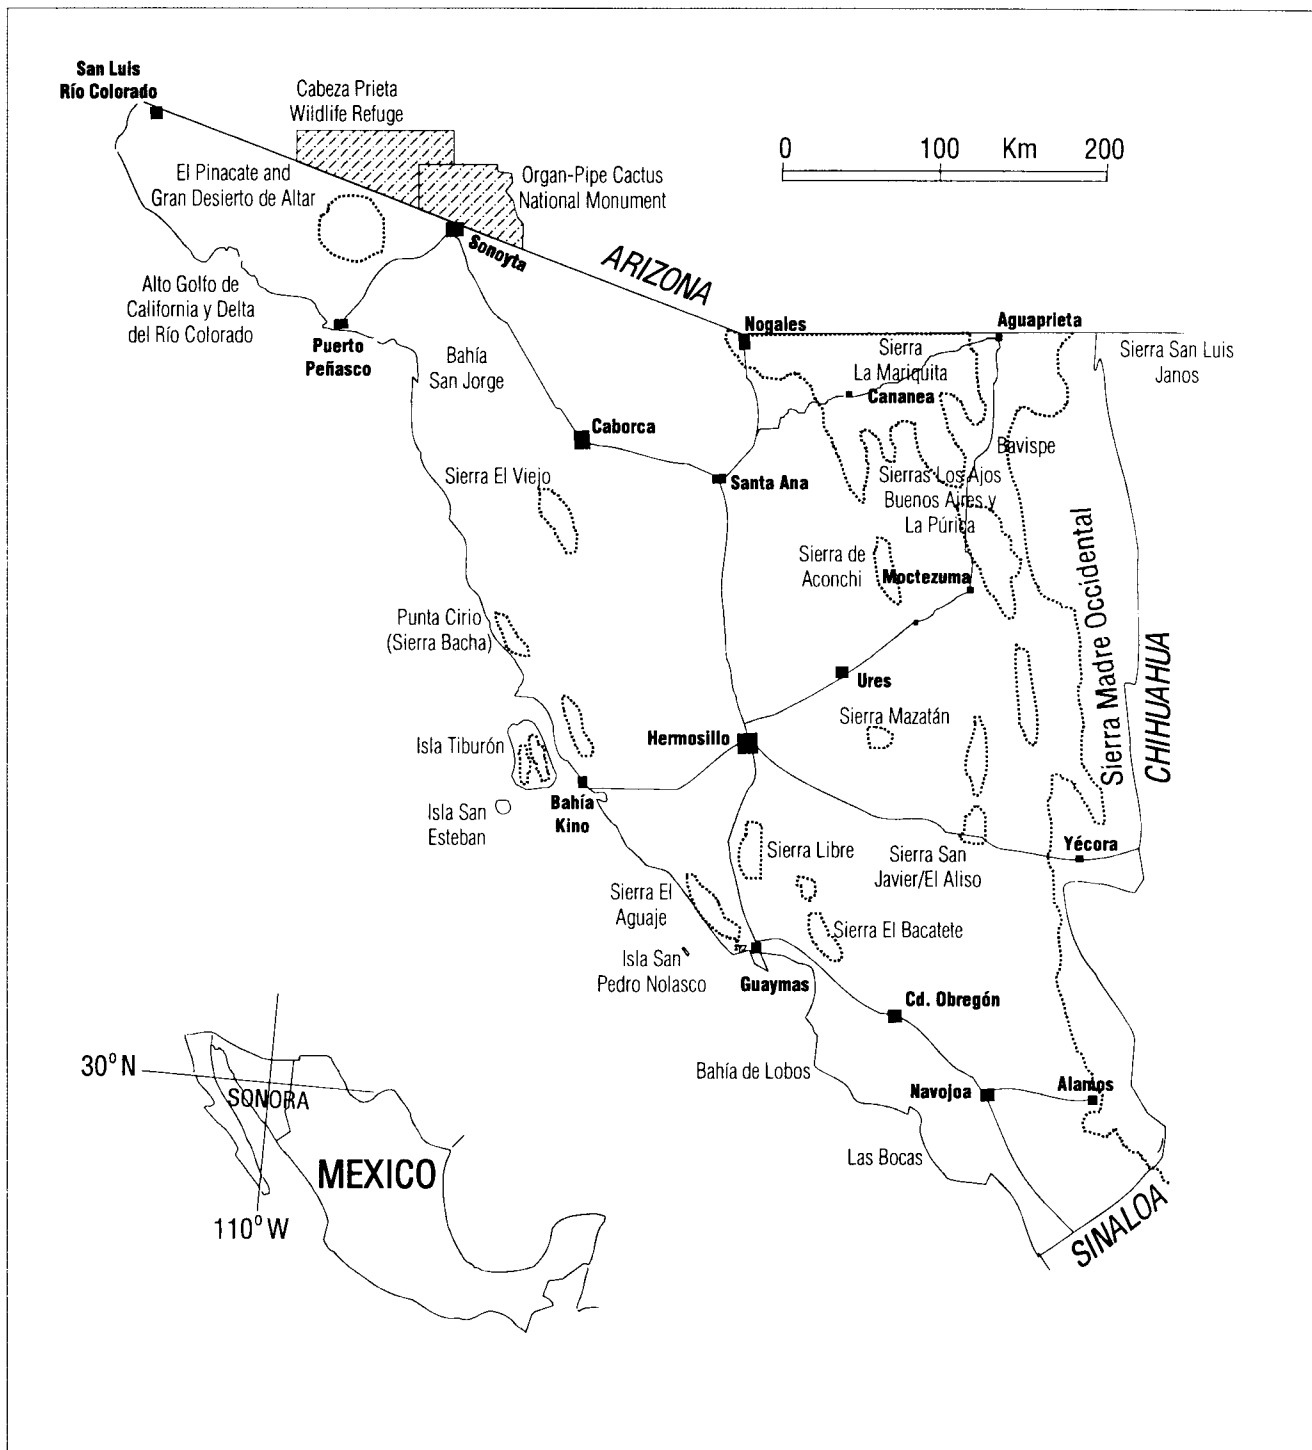 San Luis
Río Colorado
Cabeza Prieta
Wildlife Refuge
0 100 Km 200
El Pinacate and
Gran Desierto de Altar
Organ-Pipe Cactus
National Monument
Sonoyta
ARIZONA
Alto Golfo de
California y Delta
del Río Colorado
Puerto
Peñasco
Bahía
San Jorge
Nogales
Aguaprieta
Sierra
La Mariquita
Cananea
Sierra San Luis
Janos
Caborca
Bavispe
Sierra El Viejo
Santa Ana
Sierras Los Ajos
Buenos Aires y
La Púrica
Sierra de
Aconchi
Moctezuma
Sierra Madre Occidental
CHIHUAHUA
Punta Cirio
(Sierra Bacha)
Ures
Sierra Mazatán
Isla Tiburón
Hermosillo
Isla San
Esteban
Bahía
Kino
Sierra Libre
Sierra San
Javier/El Aliso
Yécora
Sierra El
Aguaje
Sierra El Bacatete
Isla San
Pedro Nolasco
Guaymas
Cd. Obregón
Bahía de Lobos
Navojoa
Alamos
Las Bocas
SINALOA
30° N
SONORA
MEXICO
110° W